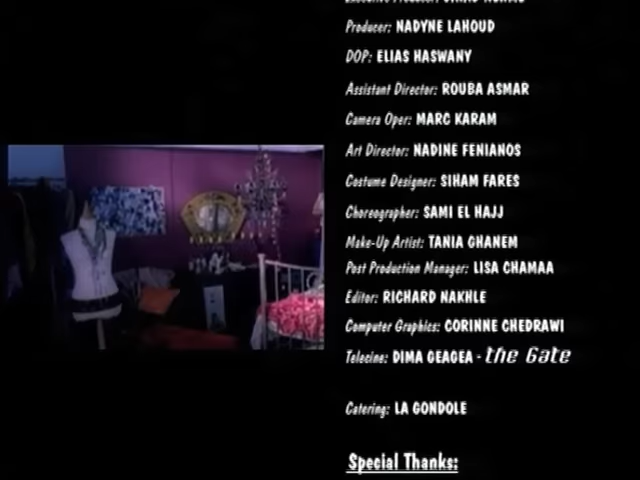 Producer: NADYNE LAHOUD
DOP: ELIAS HASWANY
Assistant Director: ROUBA ASMAR
Camera Oper: MARC KARAM
Art Director: NADINE FENIANOS
Costume Designer: SIHAM FARES
Choreographer: SAMI EL HAJJ
Make-Up Artist: TANIA GHANEM
Post Production Manager: LISA CHAMAA
Editor: RICHARD NAKHLE
Computer Graphics: CORINNE CHEDRAWI
Telecine: DIMA GEAGEA - the Gate
Catering: LA GONDOLE
Special Thanks: